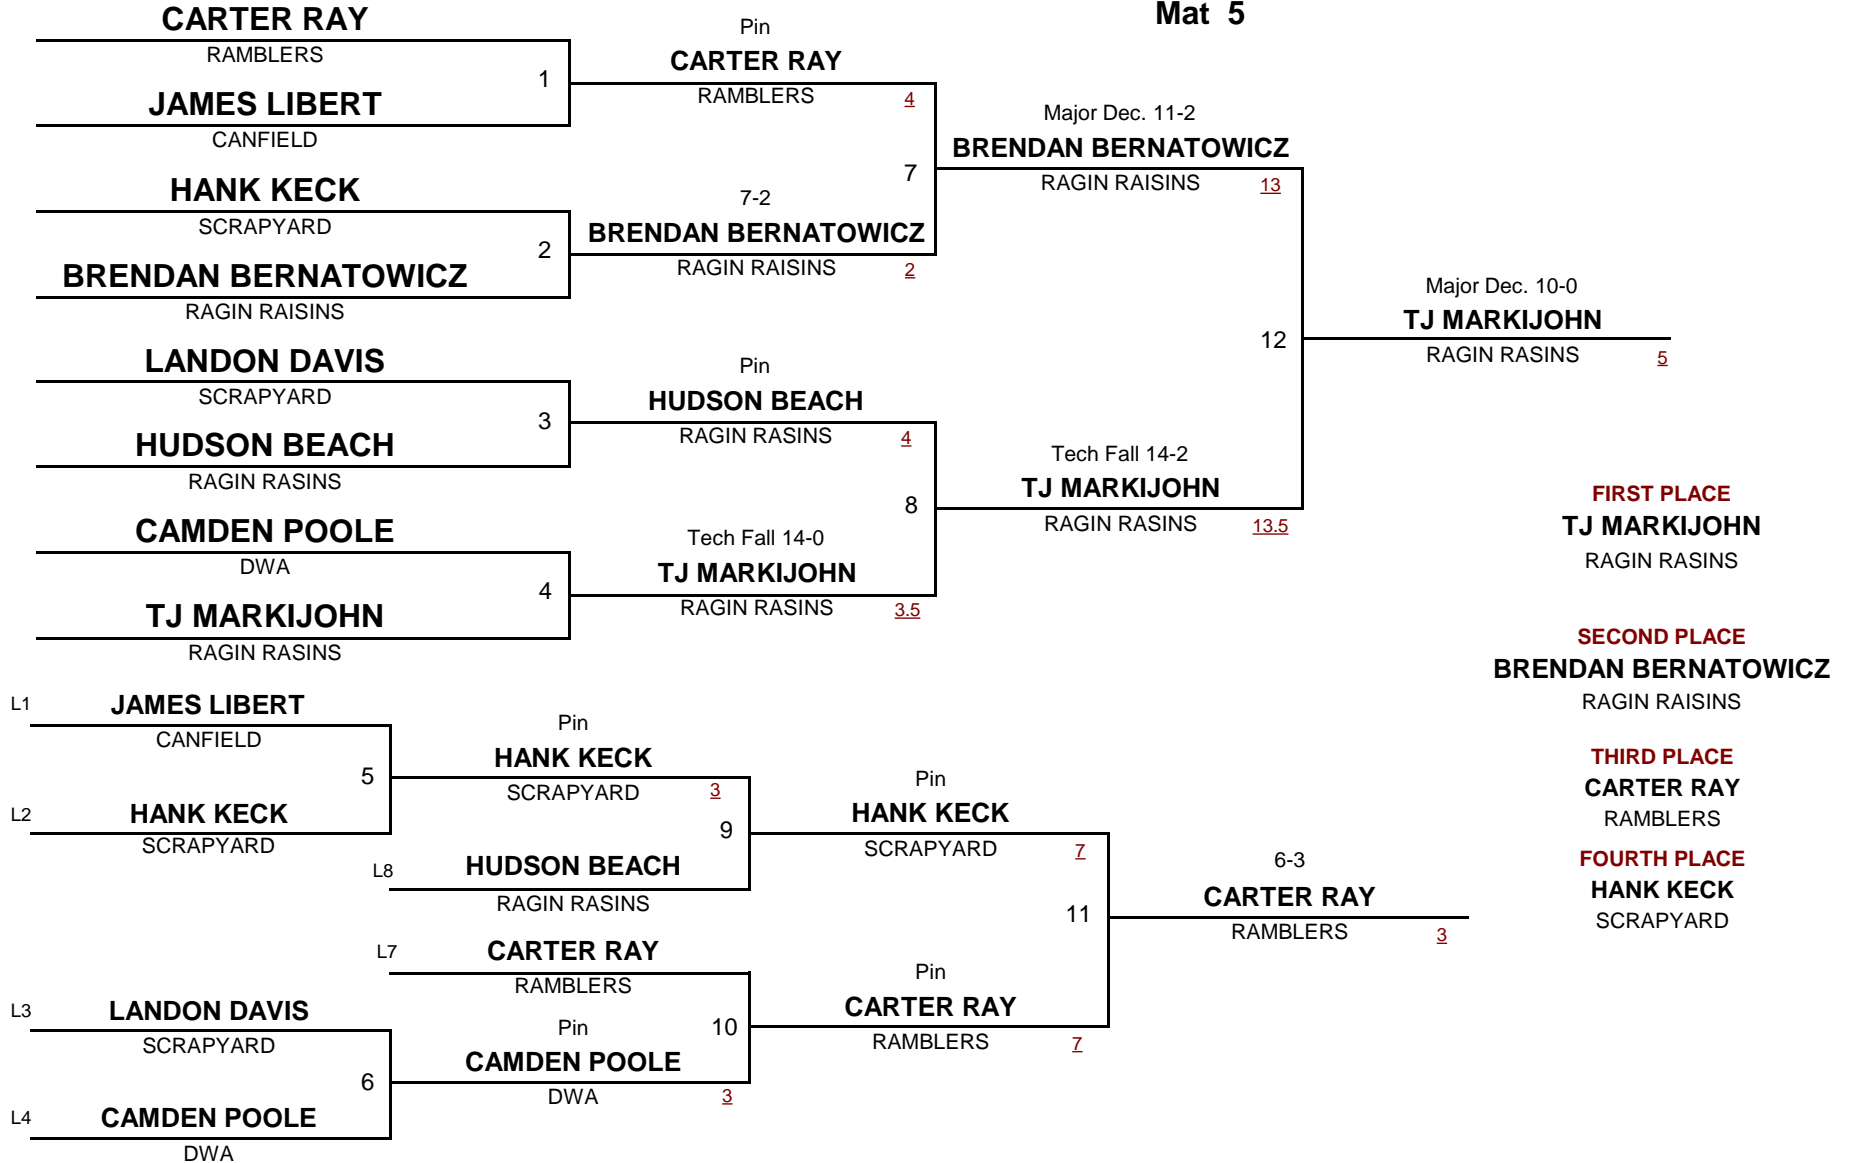 Mat 5
CARTER RAY
RAMBLERS
1
JAMES LIBERT
CANFIELD
HANK KECK
SCRAPYARD
2
BRENDAN BERNATOWICZ
RAGIN RAISINS
LANDON DAVIS
SCRAPYARD
3
HUDSON BEACH
RAGIN RASINS
CAMDEN POOLE
DWA
4
TJ MARKIJOHN
RAGIN RASINS
Pin
CARTER RAY
RAMBLERS 4
7
7-2
BRENDAN BERNATOWICZ
RAGIN RAISINS 2
Pin
HUDSON BEACH
RAGIN RASINS 4
8
Tech Fall 14-0
TJ MARKIJOHN
RAGIN RASINS 3.5
Major Dec. 11-2
BRENDAN BERNATOWICZ
RAGIN RAISINS 13
12
Tech Fall 14-2
TJ MARKIJOHN
RAGIN RASINS 13.5
Major Dec. 10-0
TJ MARKIJOHN
RAGIN RASINS 5
L1 JAMES LIBERT
CANFIELD
5
L2 HANK KECK
SCRAPYARD
L3 LANDON DAVIS
SCRAPYARD
6
L4 CAMDEN POOLE
DWA
Pin
HANK KECK
SCRAPYARD 3
9
L8 HUDSON BEACH
RAGIN RASINS
L7 CARTER RAY
RAMBLERS
10
Pin
CAMDEN POOLE
DWA 3
Pin
HANK KECK
SCRAPYARD 7
11
Pin
CARTER RAY
RAMBLERS 7
6-3
CARTER RAY
RAMBLERS 3
FIRST PLACE
TJ MARKIJOHN
RAGIN RASINS
SECOND PLACE
BRENDAN BERNATOWICZ
RAGIN RAISINS
THIRD PLACE
CARTER RAY
RAMBLERS
FOURTH PLACE
HANK KECK
SCRAPYARD